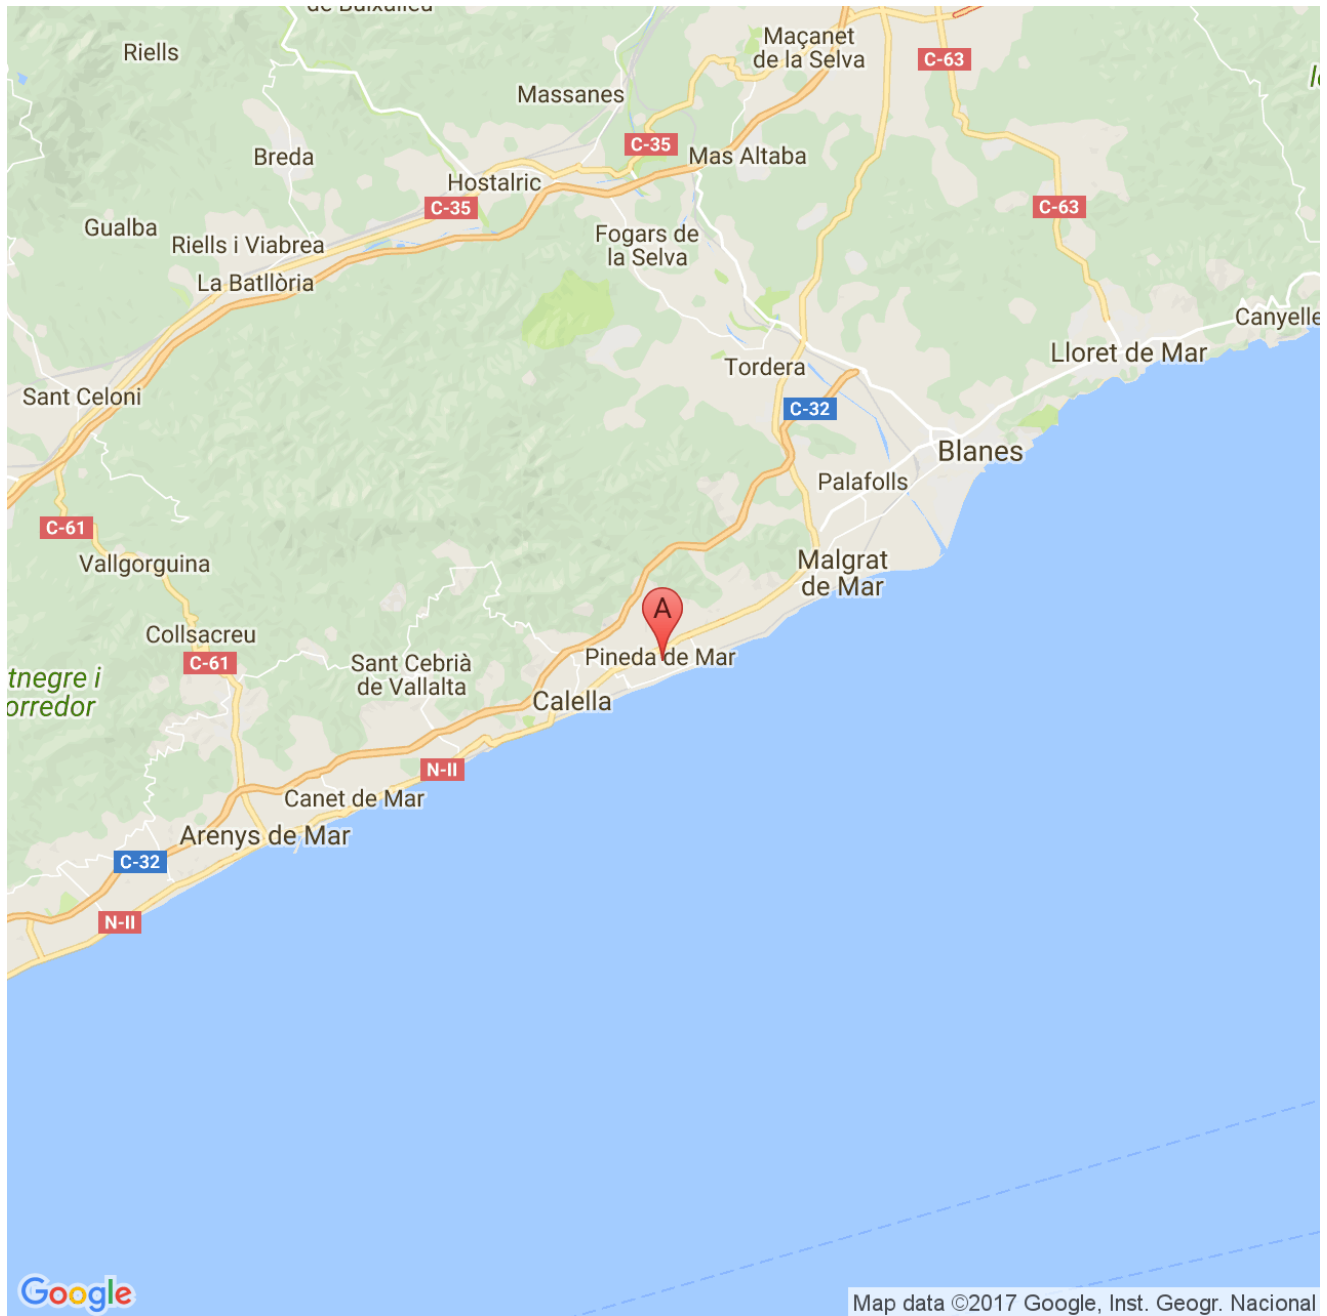 de Baixalleu
Riells
Maçanet
de la Selva
C-63
Massanes
C-35
Breda
Mas Altaba
Hostalric
C-35
C-63
Gualba
Riells i Viabrea
Fogars de
la Selva
La Batllòria
Canyelle
Lloret de Mar
Tordera
Sant Celoni
C-32
Blanes
Palafolls
C-61
Vallgorguina
Malgrat
de Mar
A
Collsacreu
C-61
Sant Cebrià
de Vallalta
Pineda de Mar
tnegre i
orredor
Calella
N-II
Canet de Mar
Arenys de Mar
C-32
N-II
Google
Map data ©2017 Google, Inst. Geogr. Nacional